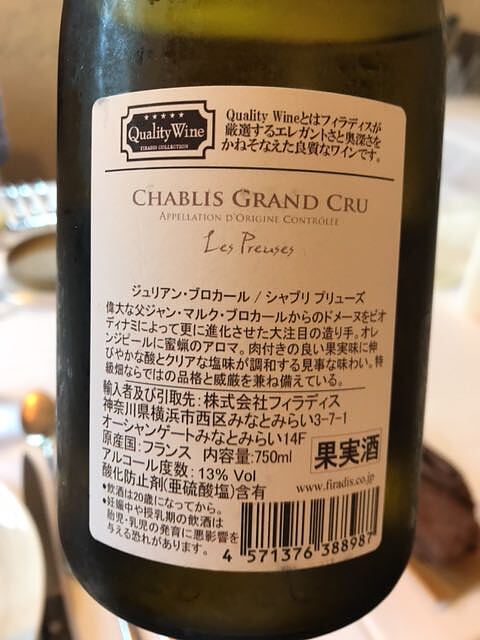 ★★★★★
Quality Wine
FIRADIS COLLECTION
Quality Wineとはフィラディスが
厳選するエレガントさと奥深さを
かねそなえた良質なワインです。
CHABLIS GRAND CRU
APPELLATION D'ORIGINE CONTRÔLÉE
Les Preuses
ジュリアン・ブロカール / シャブリ プリューズ
偉大な父ジャン・マルク・ブロカールからのドメーヌをビオ
ディナミによって更に進化させた大注目の造り手。オレ
ンジピールに蜜蝋のアロマ。肉付きの良い果実味に伸
びやかな酸とクリアな塩味が調和する見事な味わい。特
級畑ならではの品格と威厳を兼ね備えている。
輸入者及び引取先:株式会社フィラディス
神奈川県横浜市西区みなとみらい3-7-1
オーシャンゲートみなとみらい14F
原産国:フランス 内容量:750ml
アルコール度数:13% Vol
酸化防止剤(亜硫酸塩)含有
果実酒
www.firadis.co.jp
•飲酒は20歳になってから。
•妊娠中や授乳期の飲酒は
胎児・乳児の発育に悪影響を
与える恐れがあります。
4 571376 388987